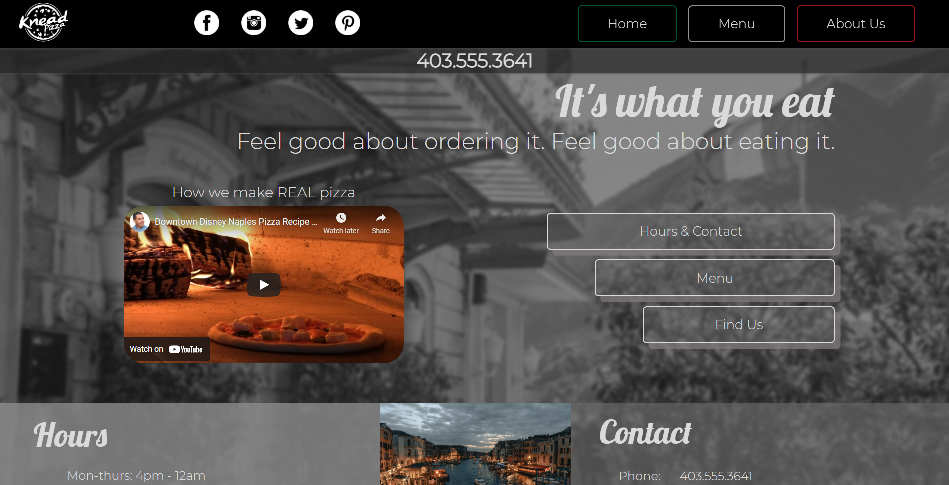 Knead
Pizza
Home
Menu
About Us
403.555.3641
It's what you eat
Feel good about ordering it. Feel good about eating it.
How we make REAL pizza
Downtown Disney Naples Pizza Recipe ...
Watch later
Share
Watch on YouTube
Hours & Contact
Menu
Find Us
Hours
Mon-thurs: 4pm - 12am
Contact
Phone: 403.555.3641